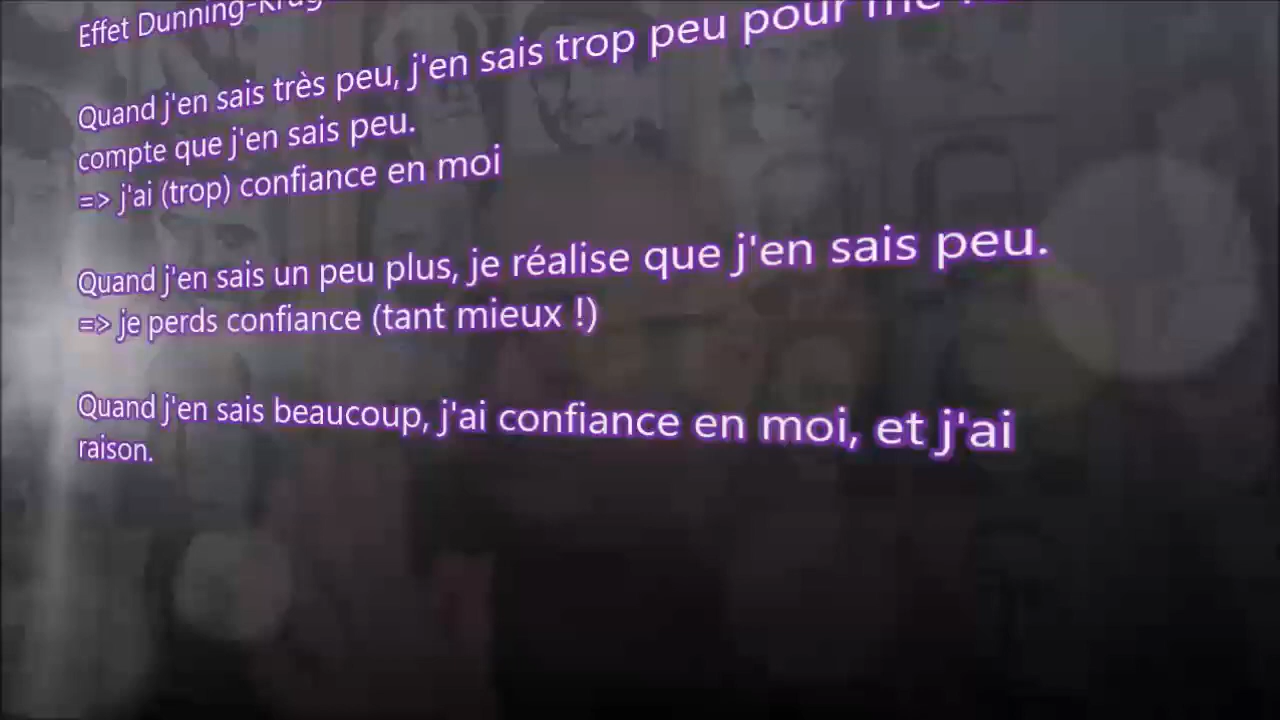 Effet Dunning-Krug
Quand j'en sais très peu, j'en sais trop peu pour me
compte que j'en sais peu.
=> j'ai (trop) confiance en moi
Quand j'en sais un peu plus, je réalise que j'en sais peu.
=> je perds confiance (tant mieux !)
Quand j'en sais beaucoup, j'ai confiance en moi, et j'ai
raison.